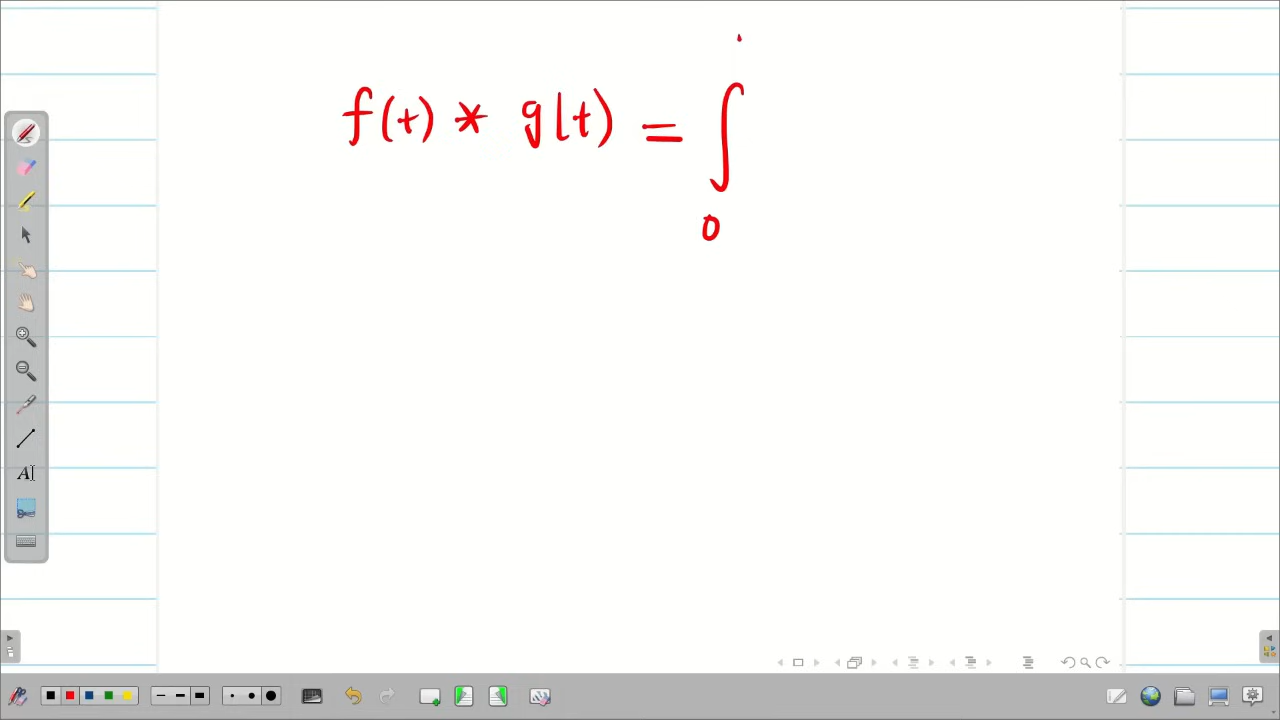 f(t) * g(t) = ∫
0